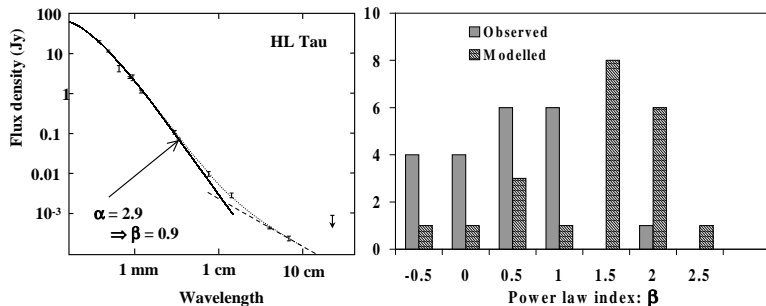 HL Tau
Flux density (Jy)
100
10
1
0.1
0.01
10⁻³
α = 2.9
⇒ β = 0.9
1 mm
1 cm
10 cm
Wavelength
10
8
6
4
2
0
Observed
Modelled
-0.5 0 0.5 1 1.5 2 2.5
Power law index: β